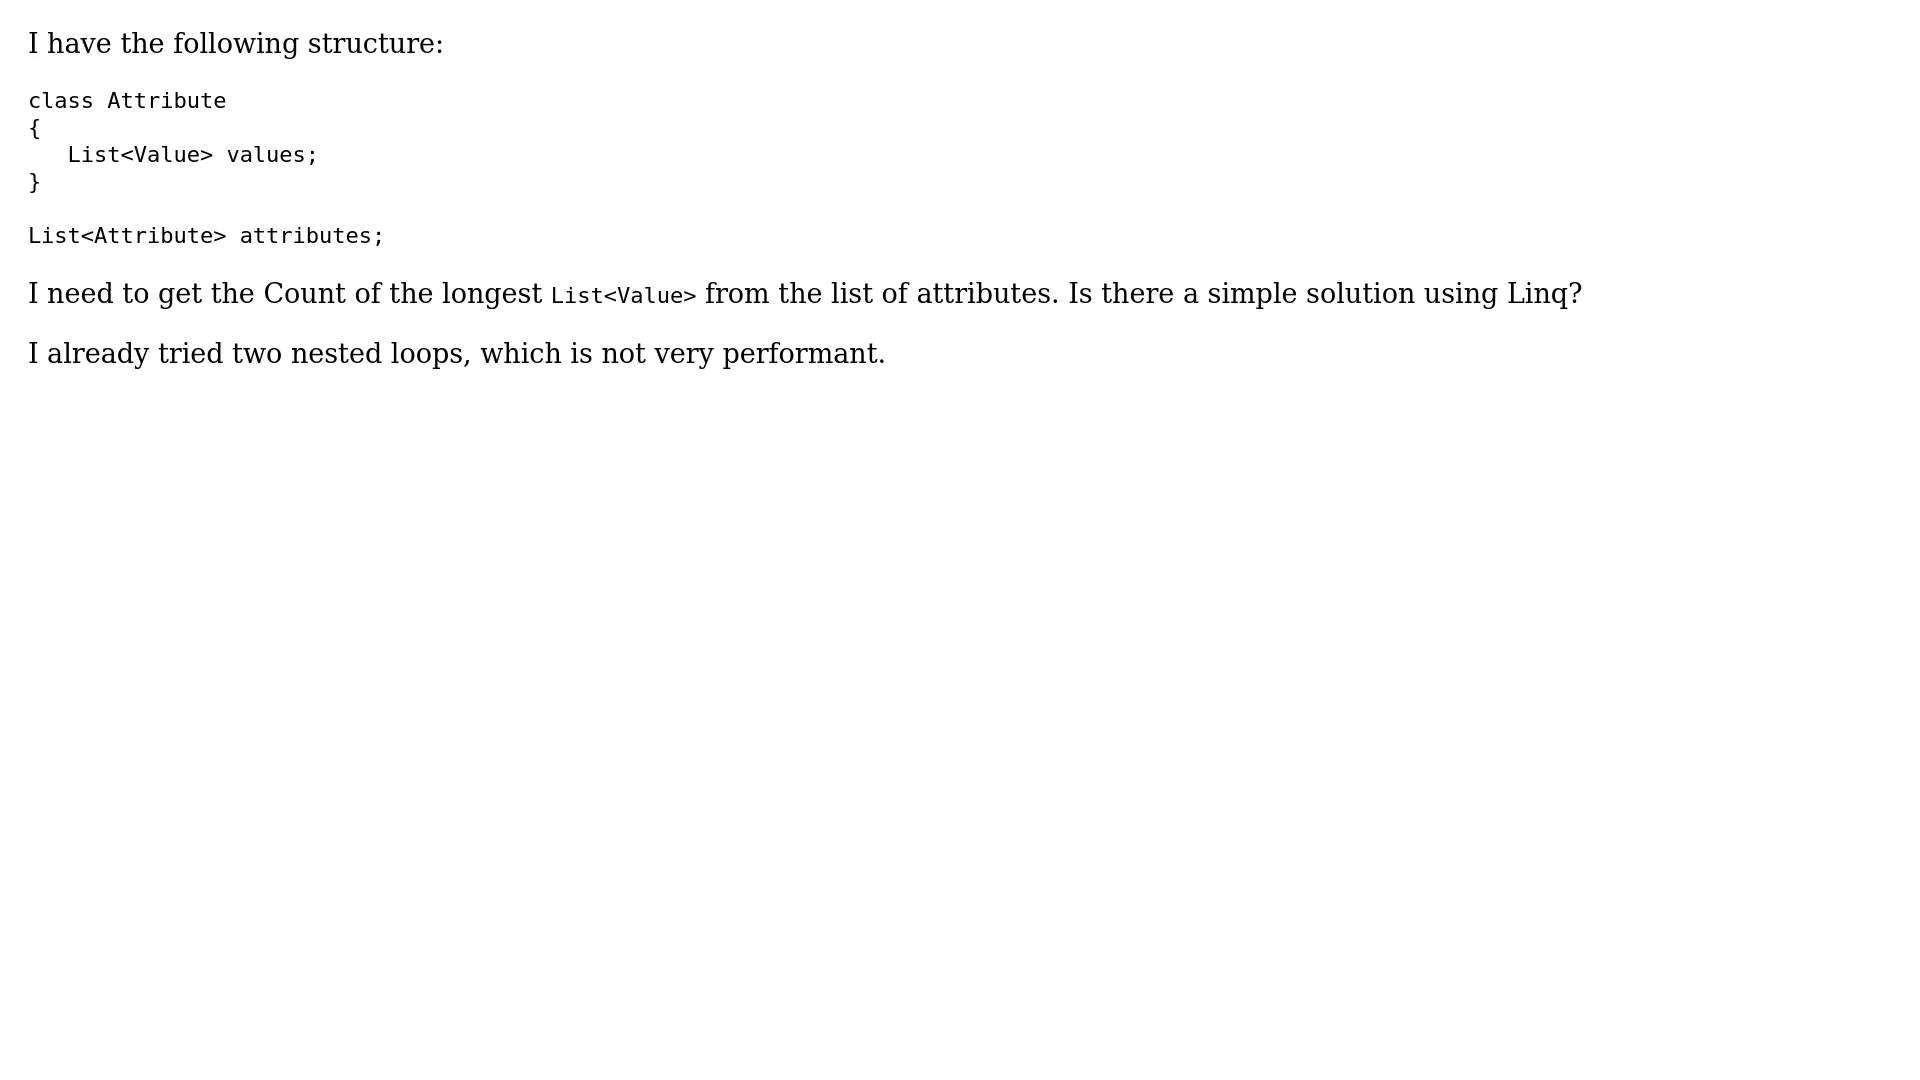 I have the following structure:
class Attribute
{
   List<Value> values;
}
List<Attribute> attributes;
I need to get the Count of the longest List<Value> from the list of attributes. Is there a simple solution using Linq?
I already tried two nested loops, which is not very performant.